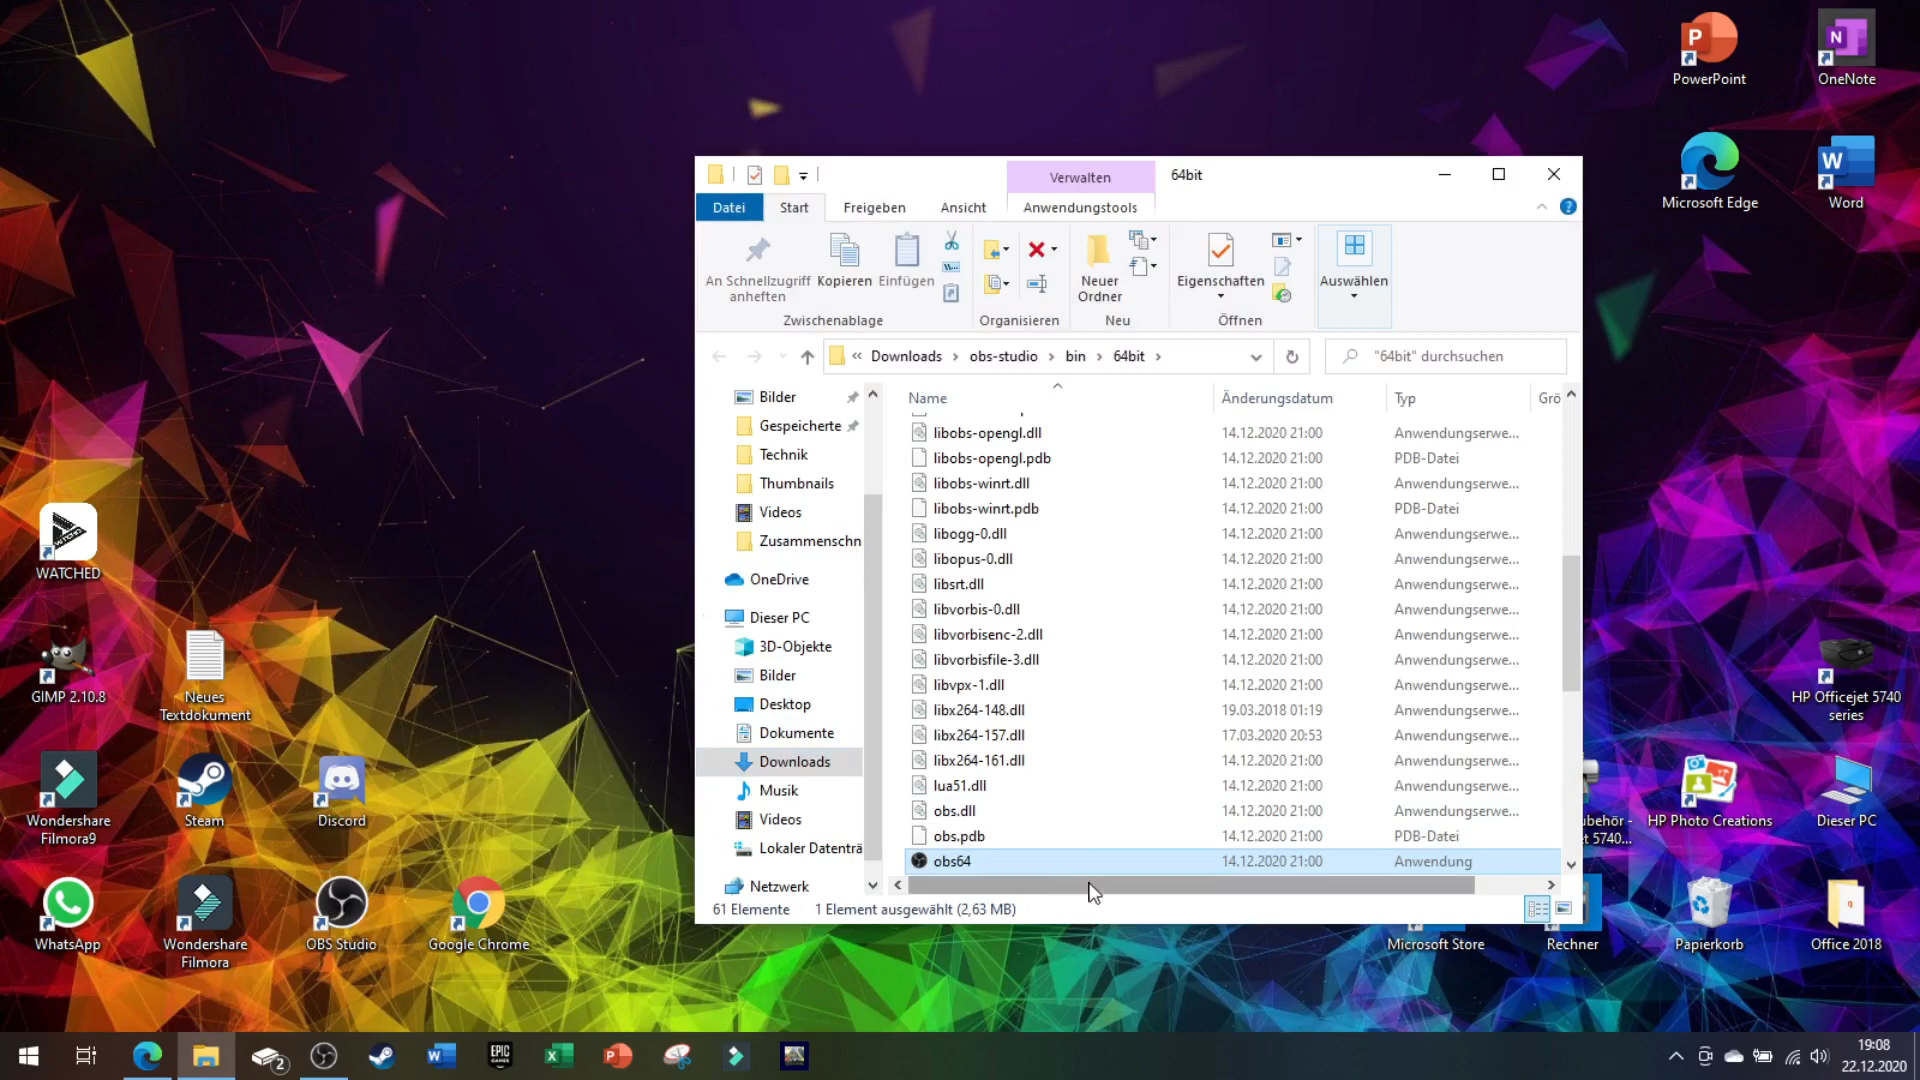 PowerPoint
OneNote
Microsoft Edge
Word
Verwalten
64bit
Datei
Start
Freigeben
Ansicht
Anwendungstools
An Schnellzugriff
anheften
Kopieren
Einfügen
Neuer
Ordner
Eigenschaften
Auswählen
Zwischenablage
Organisieren
Neu
Öffnen
« Downloads › obs-studio › bin › 64bit ›
"64bit" durchsuchen
Bilder
Gespeicherte
Technik
Thumbnails
Videos
Zusammenschn
OneDrive
Dieser PC
3D-Objekte
Bilder
Desktop
Dokumente
Downloads
Musik
Videos
Lokaler Datenträ
Netzwerk
Name Änderungsdatum Typ Grö
libobs-opengl.dll 14.12.2020 21:00 Anwendungserwe...
libobs-opengl.pdb 14.12.2020 21:00 PDB-Datei
libobs-winrt.dll 14.12.2020 21:00 Anwendungserwe...
libobs-winrt.pdb 14.12.2020 21:00 PDB-Datei
libogg-0.dll 14.12.2020 21:00 Anwendungserwe...
libopus-0.dll 14.12.2020 21:00 Anwendungserwe...
libsrt.dll 14.12.2020 21:00 Anwendungserwe...
libvorbis-0.dll 14.12.2020 21:00 Anwendungserwe...
libvorbisenc-2.dll 14.12.2020 21:00 Anwendungserwe...
libvorbisfile-3.dll 14.12.2020 21:00 Anwendungserwe...
libvpx-1.dll 14.12.2020 21:00 Anwendungserwe...
libx264-148.dll 19.03.2018 01:19 Anwendungserwe...
libx264-157.dll 17.03.2020 20:53 Anwendungserwe...
libx264-161.dll 14.12.2020 21:00 Anwendungserwe...
lua51.dll 14.12.2020 21:00 Anwendungserwe...
obs.dll 14.12.2020 21:00 Anwendungserwe...
obs.pdb 14.12.2020 21:00 PDB-Datei
obs64 14.12.2020 21:00 Anwendung
61 Elemente 1 Element ausgewählt (2,63 MB)
WATCHED
GIMP 2.10.8
Neues
Textdokument
HP Officejet 5740
series
Wondershare
Filmora9
Steam
Discord
ubehör -
et 5740...
HP Photo Creations
Dieser PC
WhatsApp
Wondershare
Filmora
OBS Studio
Google Chrome
Microsoft Store
Rechner
Papierkorb
Office 2018
2
EPIC
GAMES
19:08
22.12.2020